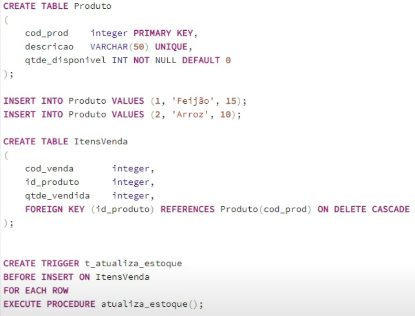 CREATE TABLE Produto
(
cod_prod integer PRIMARY KEY,
descricao VARCHAR(50) UNIQUE,
qtde_disponivel INT NOT NULL DEFAULT 0
);
INSERT INTO Produto VALUES (1, 'Feijão', 15);
INSERT INTO Produto VALUES (2, 'Arroz', 10);
CREATE TABLE ItensVenda
(
cod_venda integer,
id_produto integer,
qtde_vendida integer,
FOREIGN KEY (id_produto) REFERENCES Produto(cod_prod) ON DELETE CASCADE
);
CREATE TRIGGER t_atualiza_estoque
BEFORE INSERT ON ItensVenda
FOR EACH ROW
EXECUTE PROCEDURE atualiza_estoque();